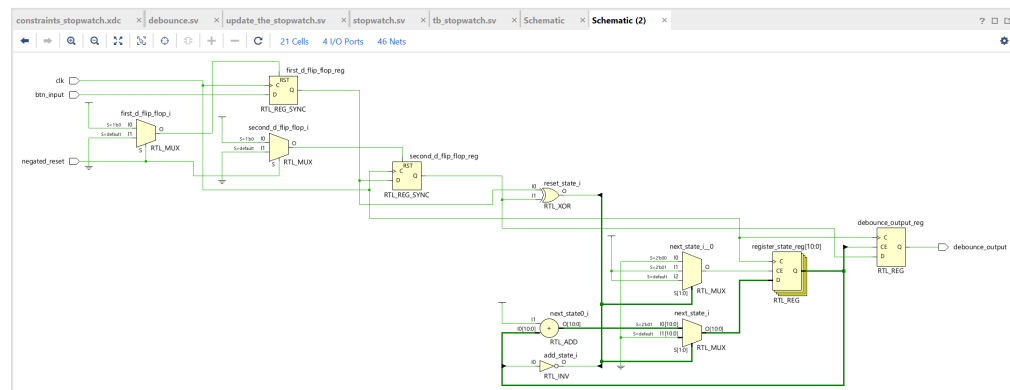 constraints_stopwatch.xdc × debounce.sv × update_the_stopwatch.sv × stopwatch.sv × tb_stopwatch.sv × Schematic × Schematic (2) ×
21 Cells 4 I/O Ports 46 Nets
first_d_flip_flop_reg
clk
RST
C
Q
btn_input
D
RTL_REG_SYNC
first_d_flip_flop_i
S=1'b0 I0
O
S=default I1
S
RTL_MUX
second_d_flip_flop_i
S=1'b0 I0
O
S=default I1
S
RTL_MUX
negated_reset
second_d_flip_flop_reg
RST
C
Q
D
RTL_REG_SYNC
reset_state_i
I0
O
I1
RTL_XOR
debounce_output_reg
C
CE Q
D
RTL_REG
debounce_output
next_state_i__0
S=2'b00 I0
S=2'b01 I1
O
S=default I2
S[1:0]
RTL_MUX
register_state_reg[10:0]
C
CE Q
D
RTL_REG
next_state0_i
I1
O[10:0]
I0[10:0]
+
RTL_ADD
next_state_i
S=2'b01 I0[10:0]
O[10:0]
S=default I1[10:0]
S[1:0]
RTL_MUX
add_state_i
I0
O
RTL_INV